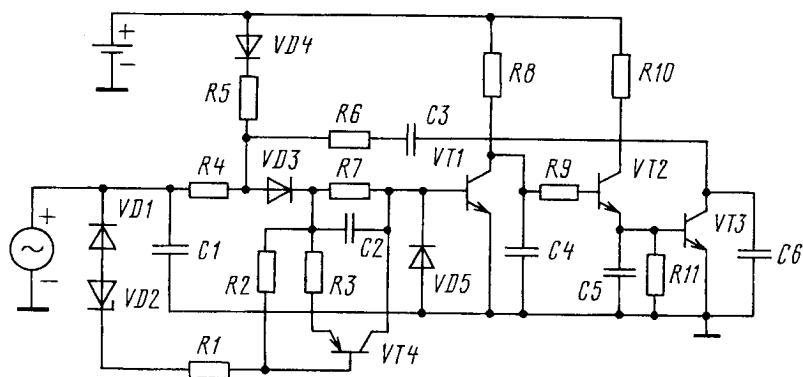 +
-
VD4
R5
R6
C3
R8
R10
R4
VD3
R7
VT1
R9
VT2
+
-
VD1
VD2
C1
R2
R3
C2
VD5
C4
C5
R11
VT3
C6
R1
VT4